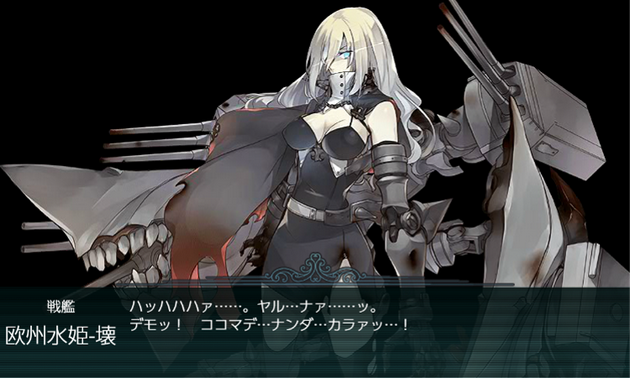 戦艦
欧州水姫-壊
ハッハハハァ……。ヤル…ナァ……ッ。
デモッ！　ココマデ…ナンダ…カラァッ…！